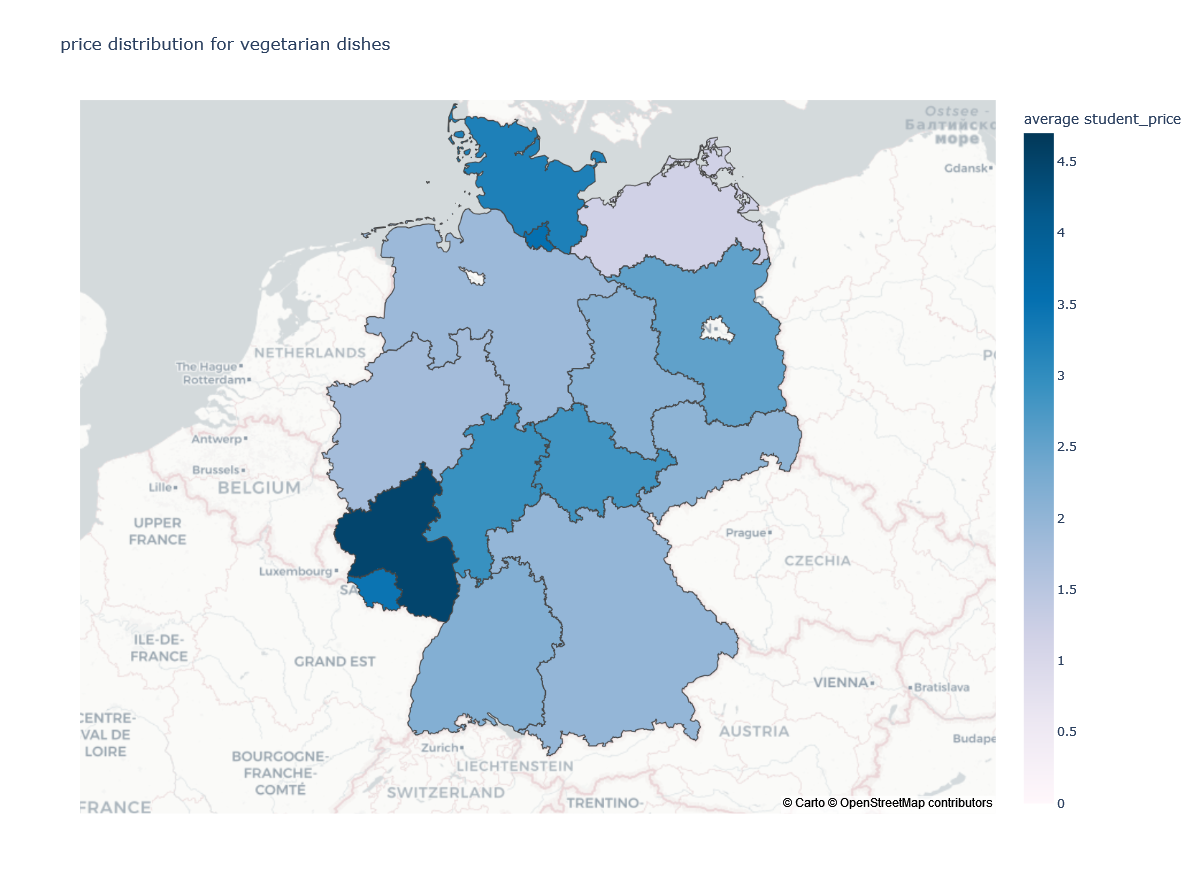 price distribution for vegetarian dishes
average student_price
4.5
4
3.5
3
2.5
2
1.5
1
0.5
0
Ostsee -
Балтийско
море
Gdansk
NETHERLANDS
The Hague
Rotterdam
Antwerp
Brussels
Lille
BELGIUM
UPPER
FRANCE
Luxembourg
SA
Prague
CZECHIA
ILE-DE-
FRANCE
GRAND EST
VIENNA
Bratislava
CENTRE-
VAL DE
LOIRE
AUSTRIA
Budape
Zurich
BOURGOGNE-
FRANCHE-
COMTÉ
LIECHTENSTEIN
SWITZERLAND
TRENTINO-
FRANCE
© Carto © OpenStreetMap contributors